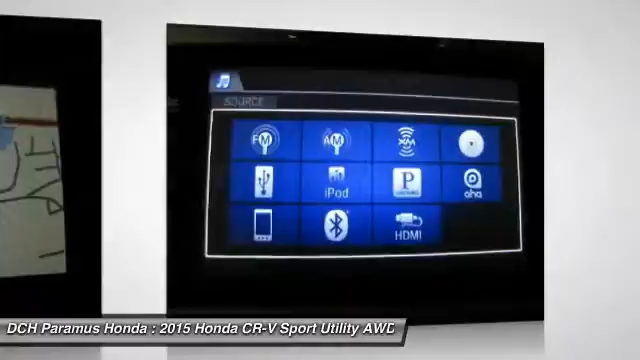 SOURCE
FM
AM
XM
iPod
P
aha
HDMI
DCH Paramus Honda : 2015 Honda CR-V Sport Utility AWD